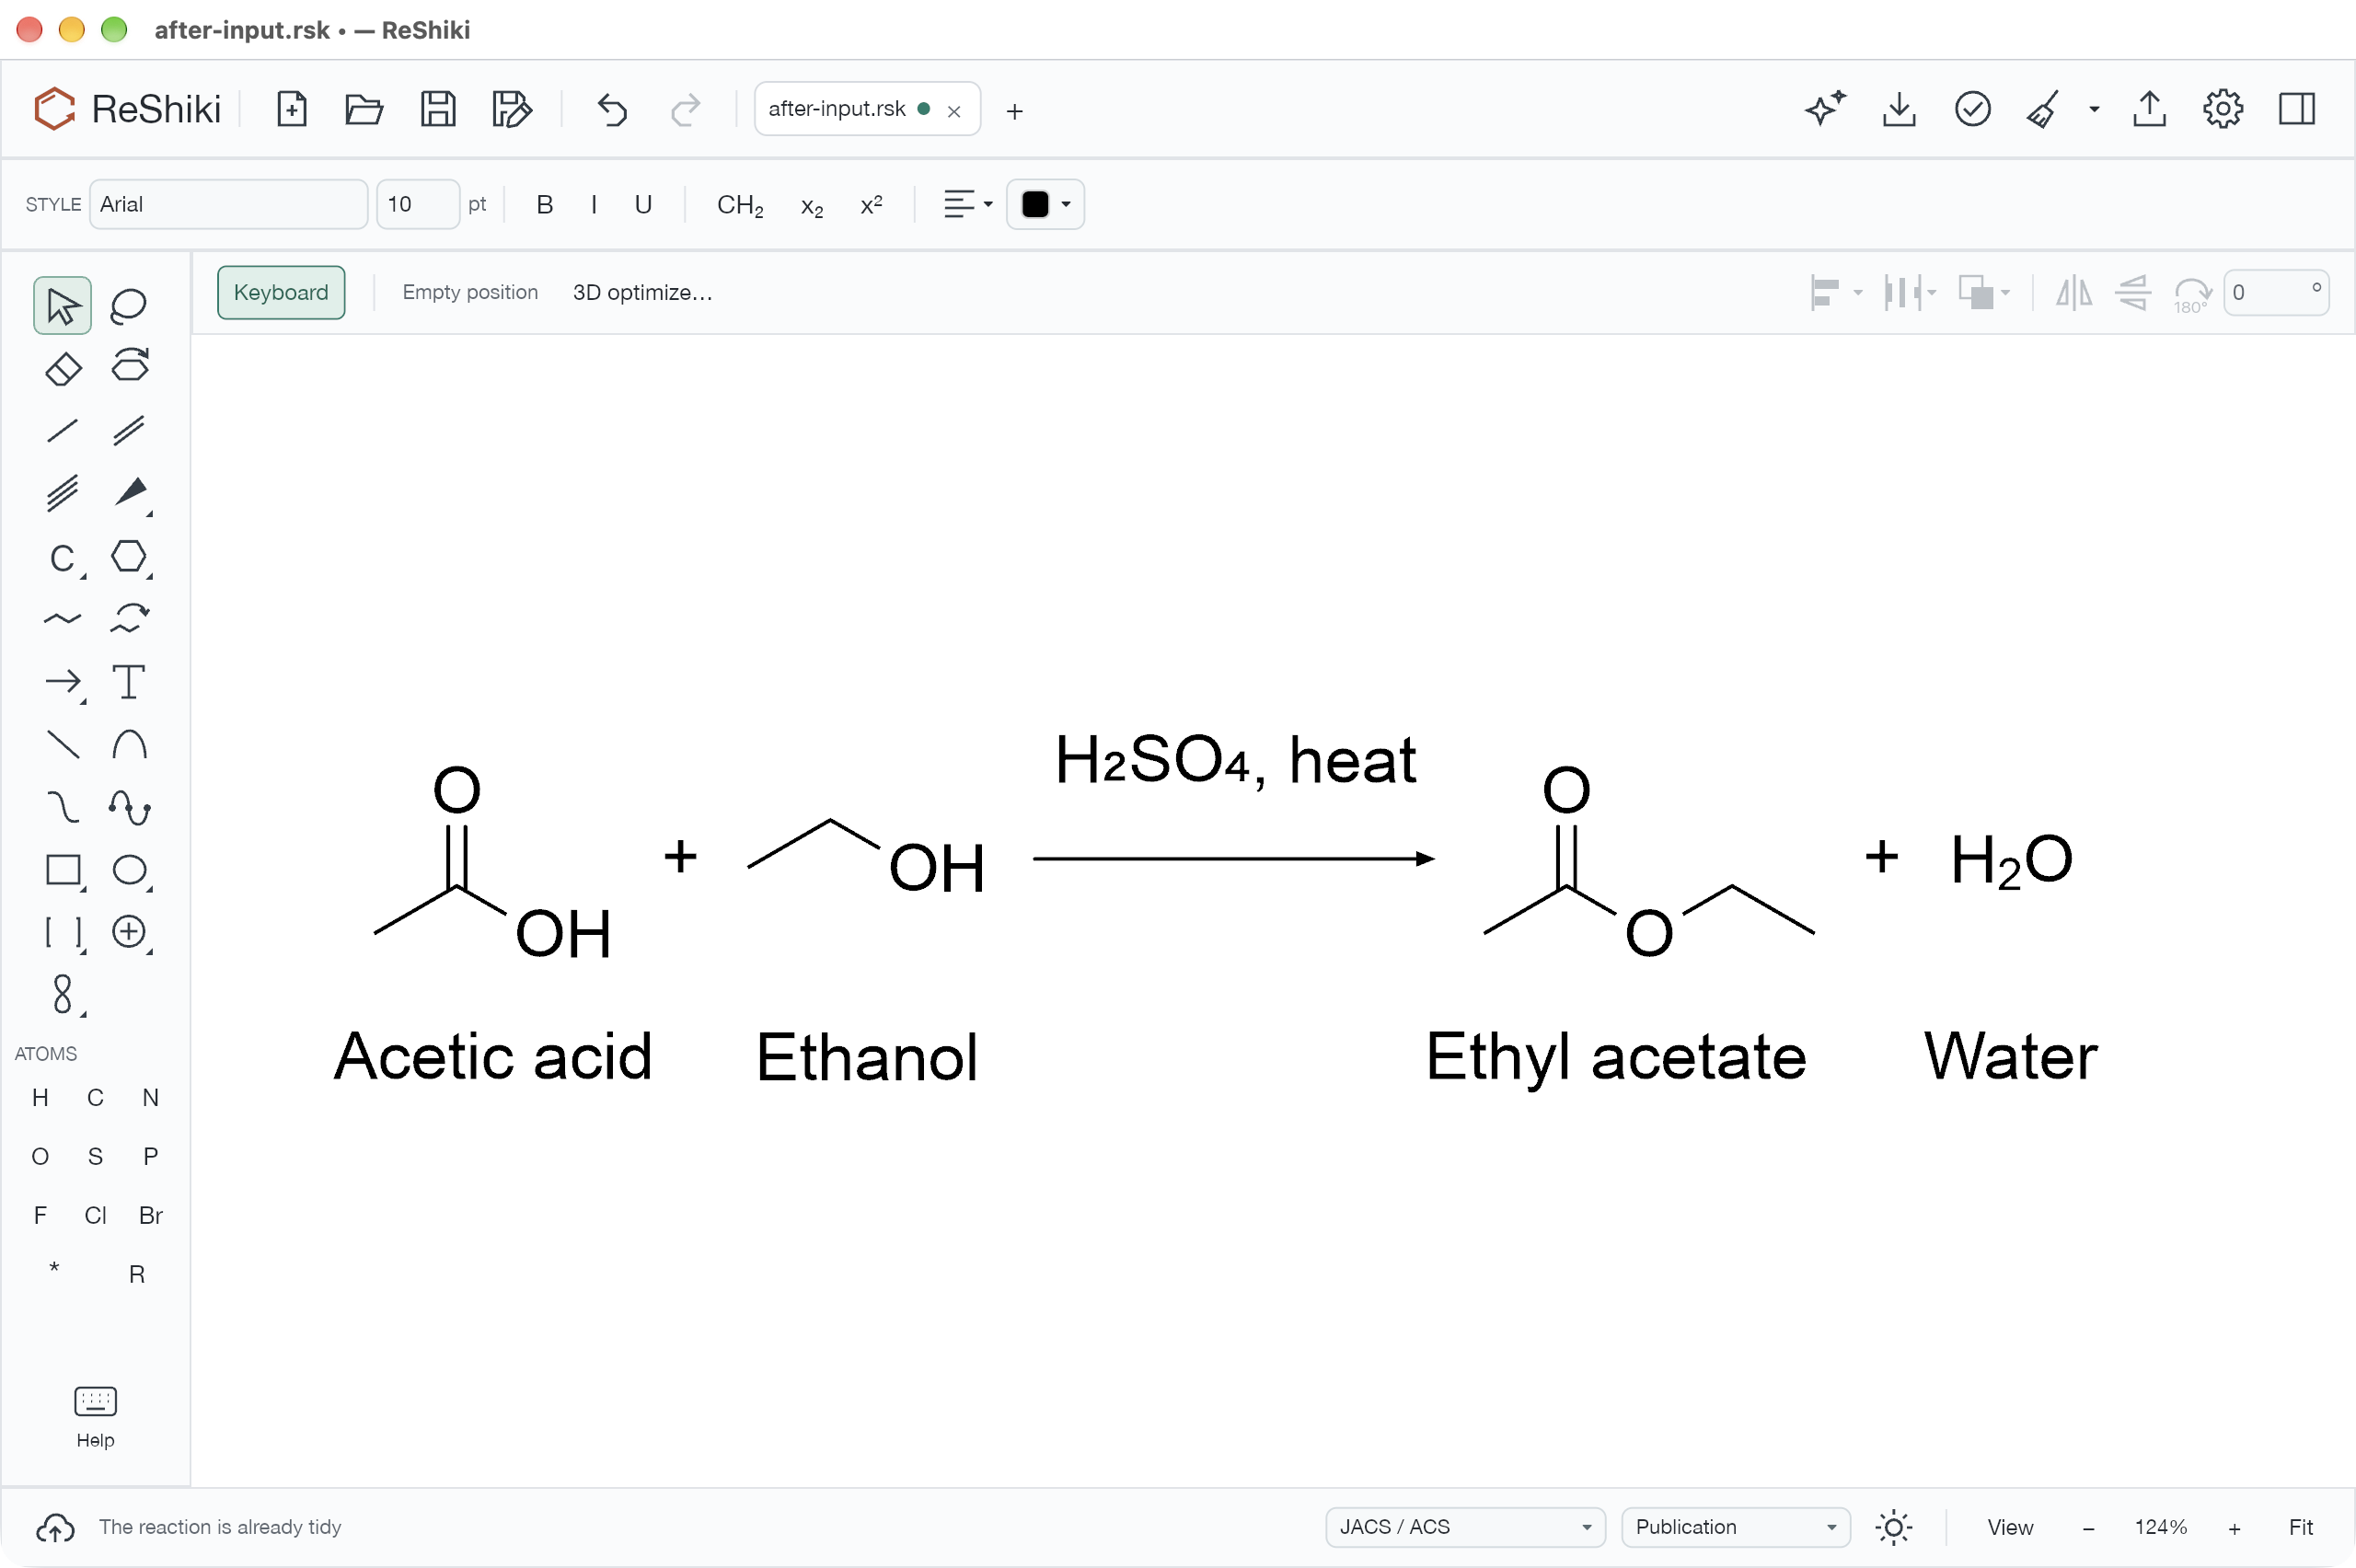 after-input.rsk • — ReShiki
ReShiki
after-input.rsk
STYLE Arial 10 pt B I U CH₂ x₂ x²
Keyboard Empty position 3D optimize... 180° 0 °
C
T
H₂SO₄, heat
O O
+ OH + H₂O
OH O
Acetic acid Ethanol Ethyl acetate Water
ATOMS
H C N
O S P
F Cl Br
* R
Help
The reaction is already tidy JACS / ACS Publication View − 124% + Fit